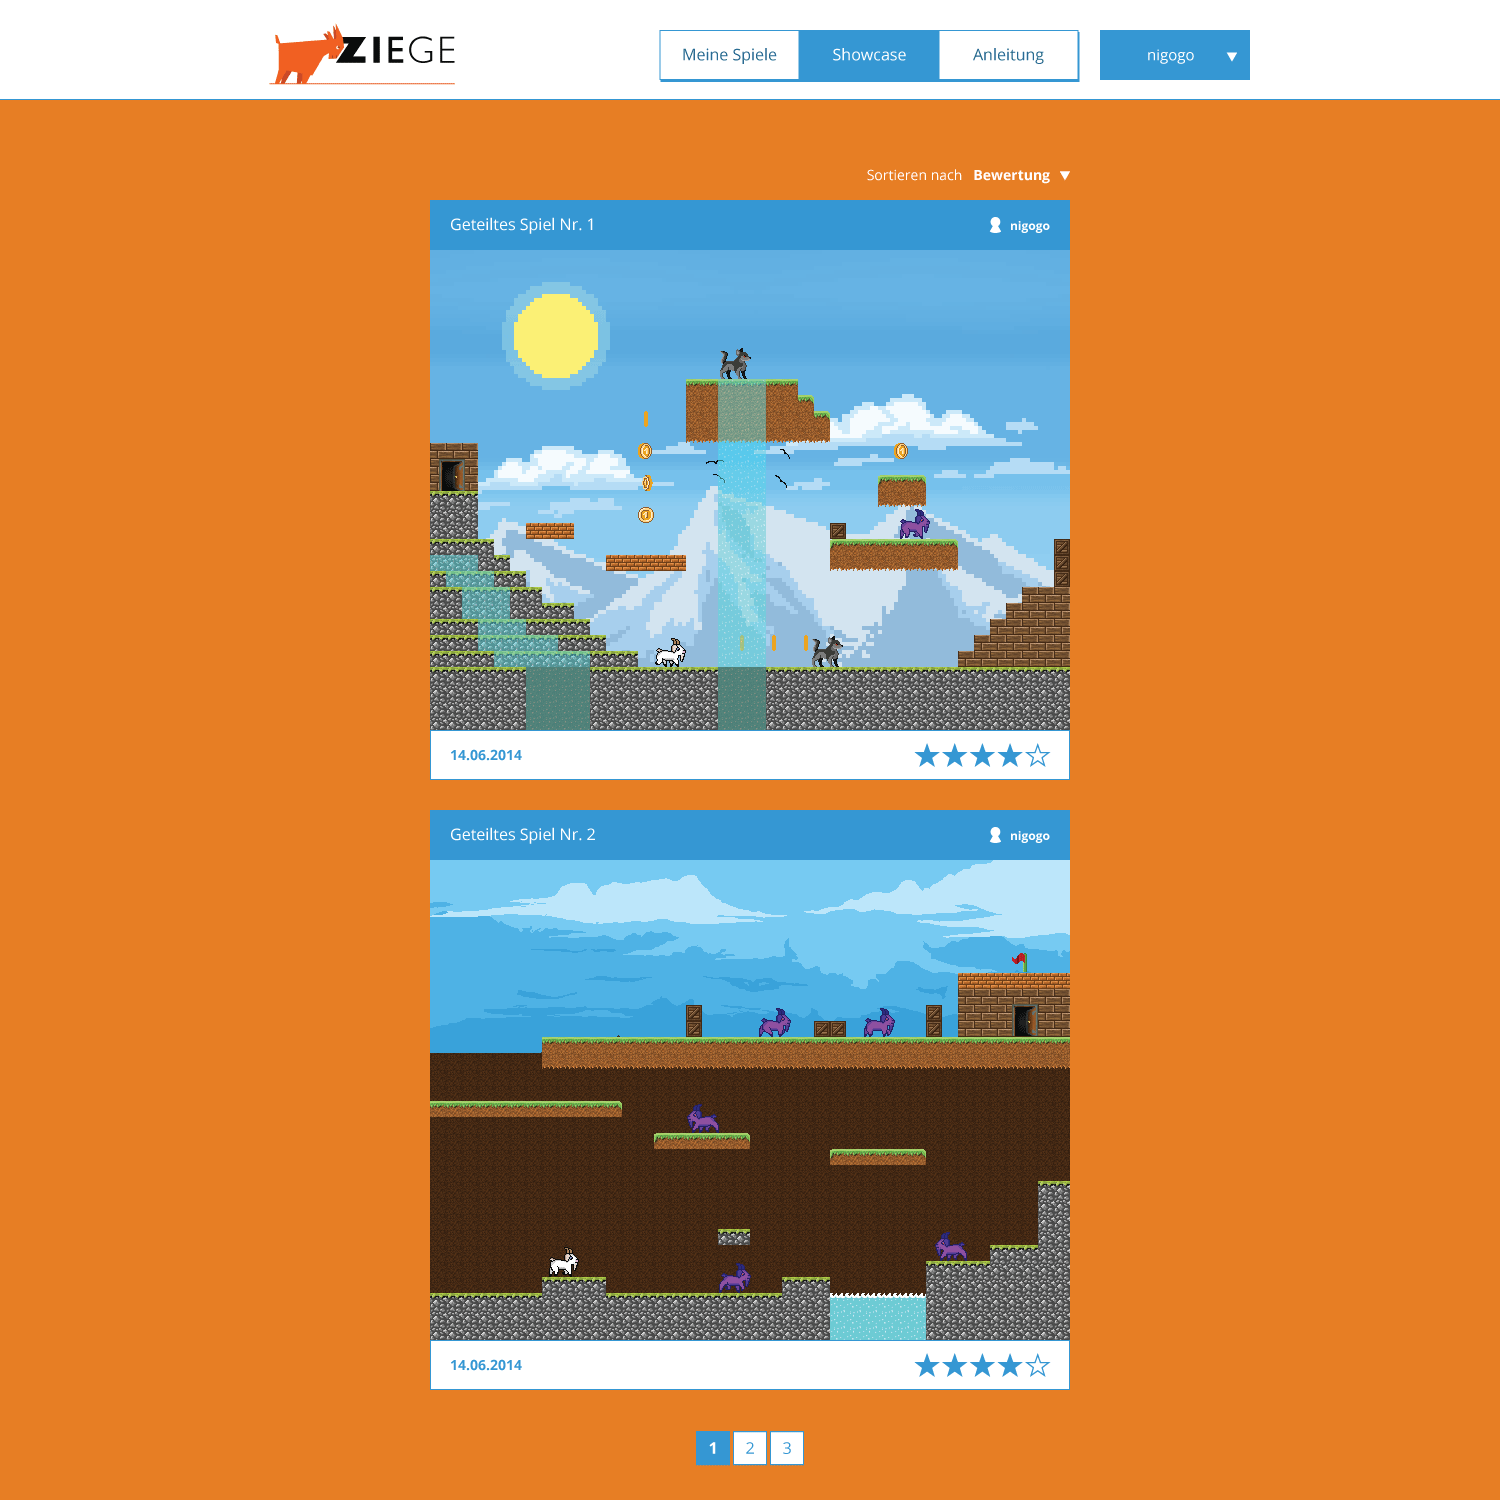 ZIEGE
Meine Spiele
Showcase
Anleitung
nigogo
Sortieren nach Bewertung
Geteiltes Spiel Nr. 1
nigogo
14.06.2014
Geteiltes Spiel Nr. 2
nigogo
14.06.2014
1 2 3